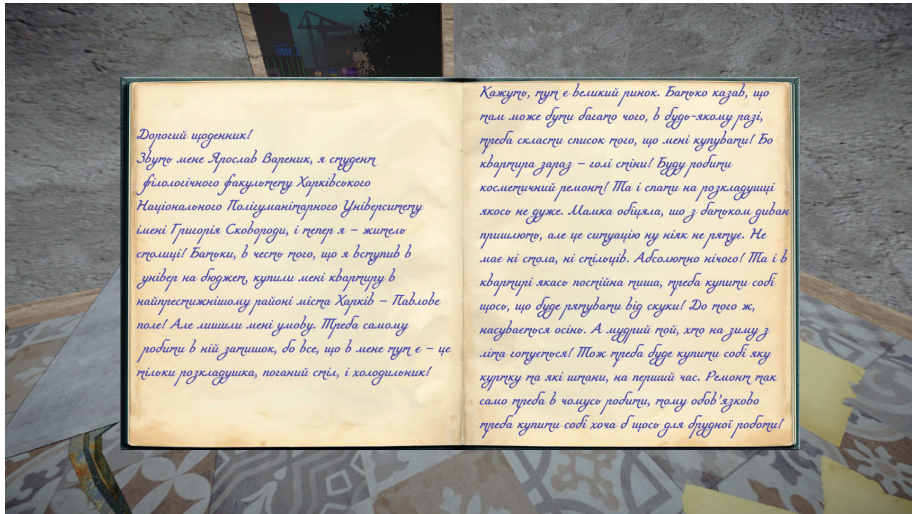 Дорогий щоденник!
Звуть мене Ярослав Вареник, я студент
філологічного факультету Харківського
Національного Полігуманітарного Університету
імені Григорія Сковороди, і тепер я – житель
столиці! Батьки, в честь того, що я вступив в
універ на бюджет, купили мені квартиру в
найпрестижнішому районі міста Харків – Павлове
поле! Але лишили мені умову. Треба самому
робити в ній затишок, бо все, що в мене тут є – це
тільки розкладушка, поганий стіл, і холодильник!
Кажуть, тут є великий ринок. Батько казав, що
там може бути багато чого, в будь-якому разі,
треба скласти список того, що мені купувати! Бо
квартира зараз – голі стіни! Буду робити
косметичний ремонт! Та і спати на розкладущці
якось не дуже. Мамка обіцяла, шо з батьком диван
пришлють, але це ситуацію ну ніяк не рятує. Не
має ні стола, ні стільців. Абсолютно нічого! Та і в
квартирі якась постійна тиша, треба купити собі
щось, що буде рятувати від скуки! До того ж,
насувається осінь. А мудрий той, хто на зиму з
літа готується! Тож треба буде купити собі яку
куртку та які штани, на перший час. Ремонт так
само треба в чомусь робити, тому обов'язково
треба купити собі хоча б щось для брудної роботи!